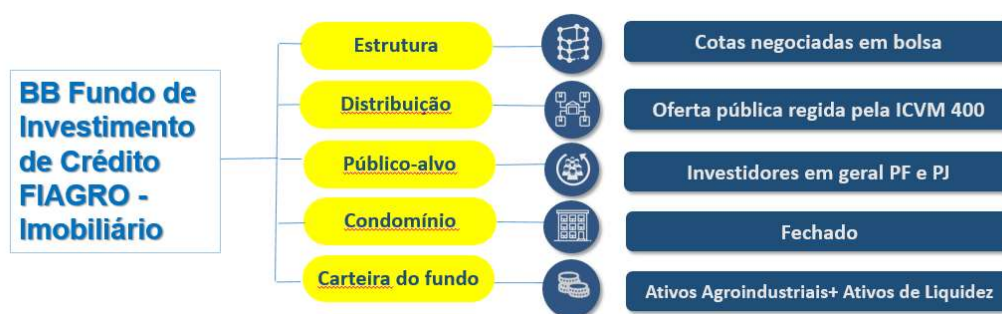 BB Fundo de
Investimento
de Crédito
FIAGRO -
Imobiliário
Estrutura
Cotas negociadas em bolsa
Distribuição
Oferta pública regida pela ICVM 400
Público-alvo
Investidores em geral PF e PJ
Condomínio
Fechado
Carteira do fundo
Ativos Agroindustriais+ Ativos de Liquidez